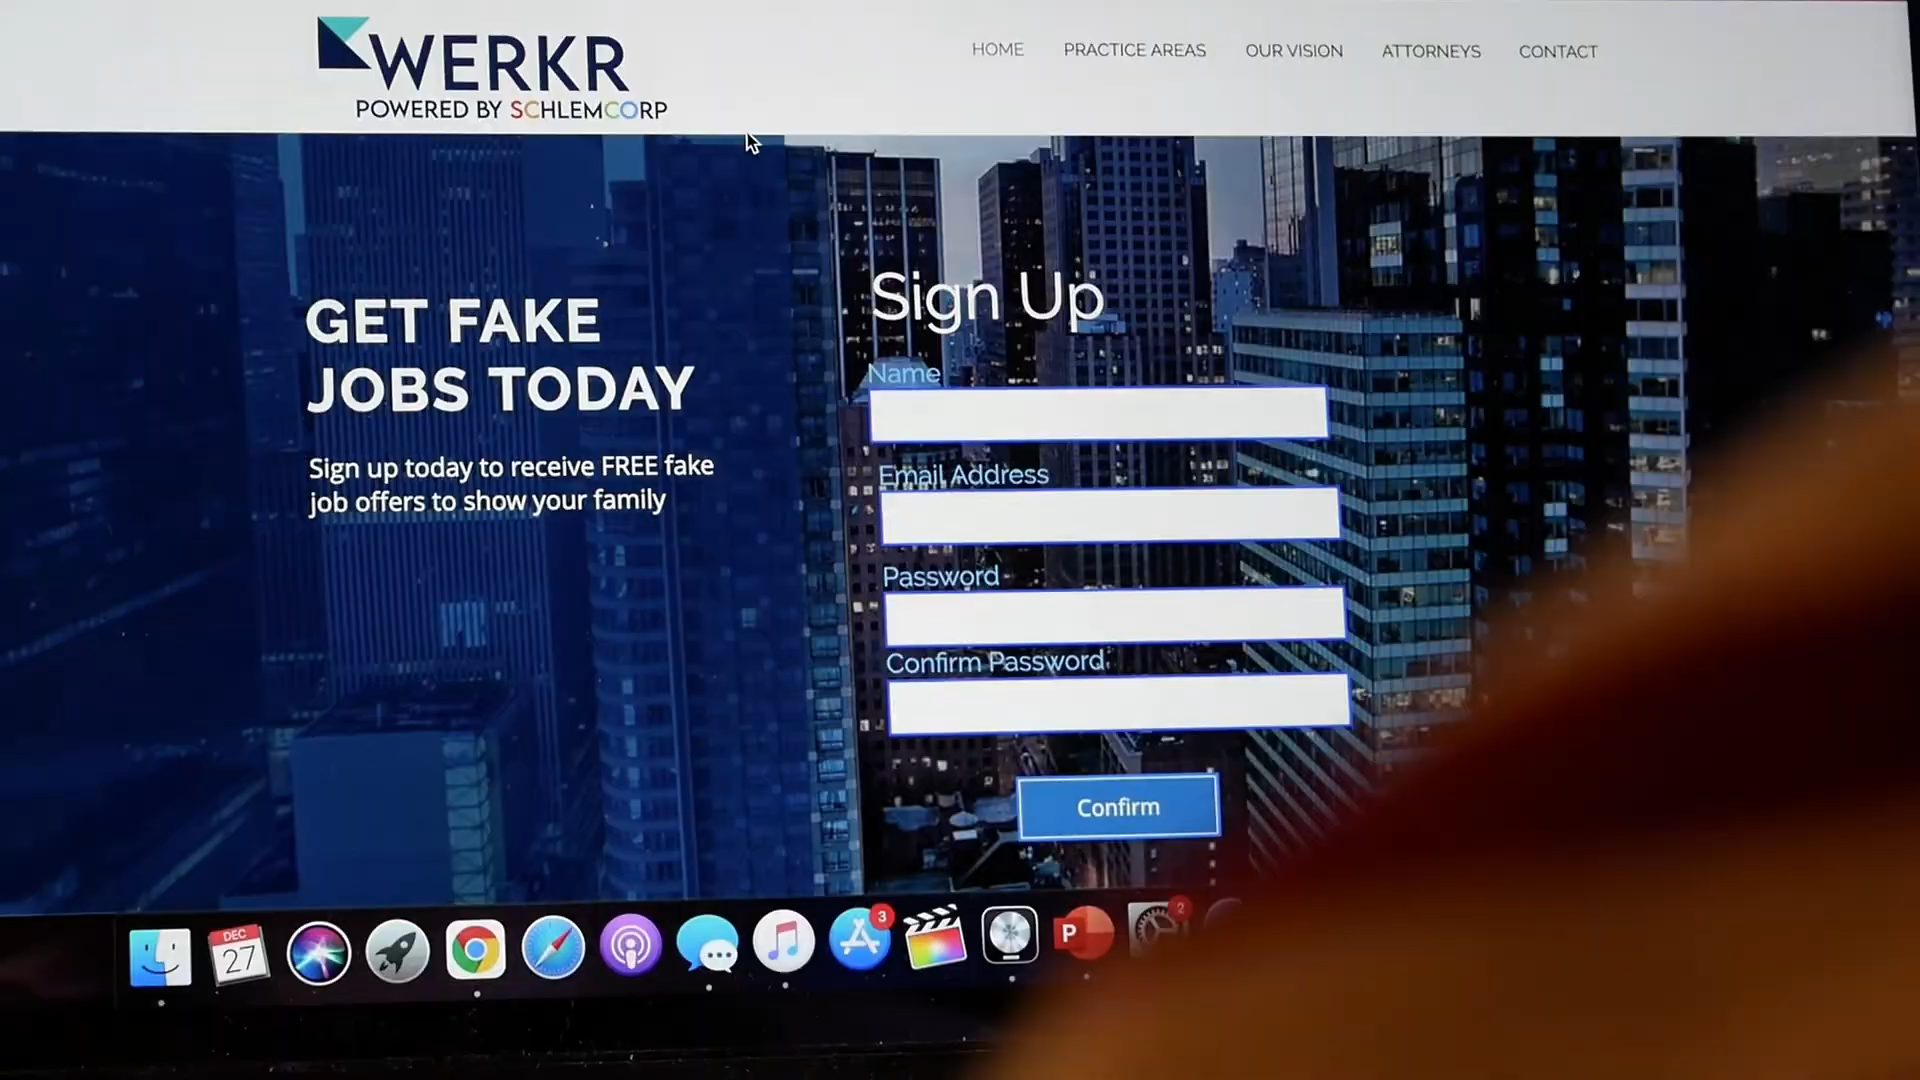 WERKR
POWERED BY SCHLEMCORP
HOME
PRACTICE AREAS
OUR VISION
ATTORNEYS
CONTACT
GET FAKE
JOBS TODAY
Sign up today to receive FREE fake
job offers to show your family
Sign Up
Name
Email Address
Password
Confirm Password
Confirm
DEC
27
3
P
2